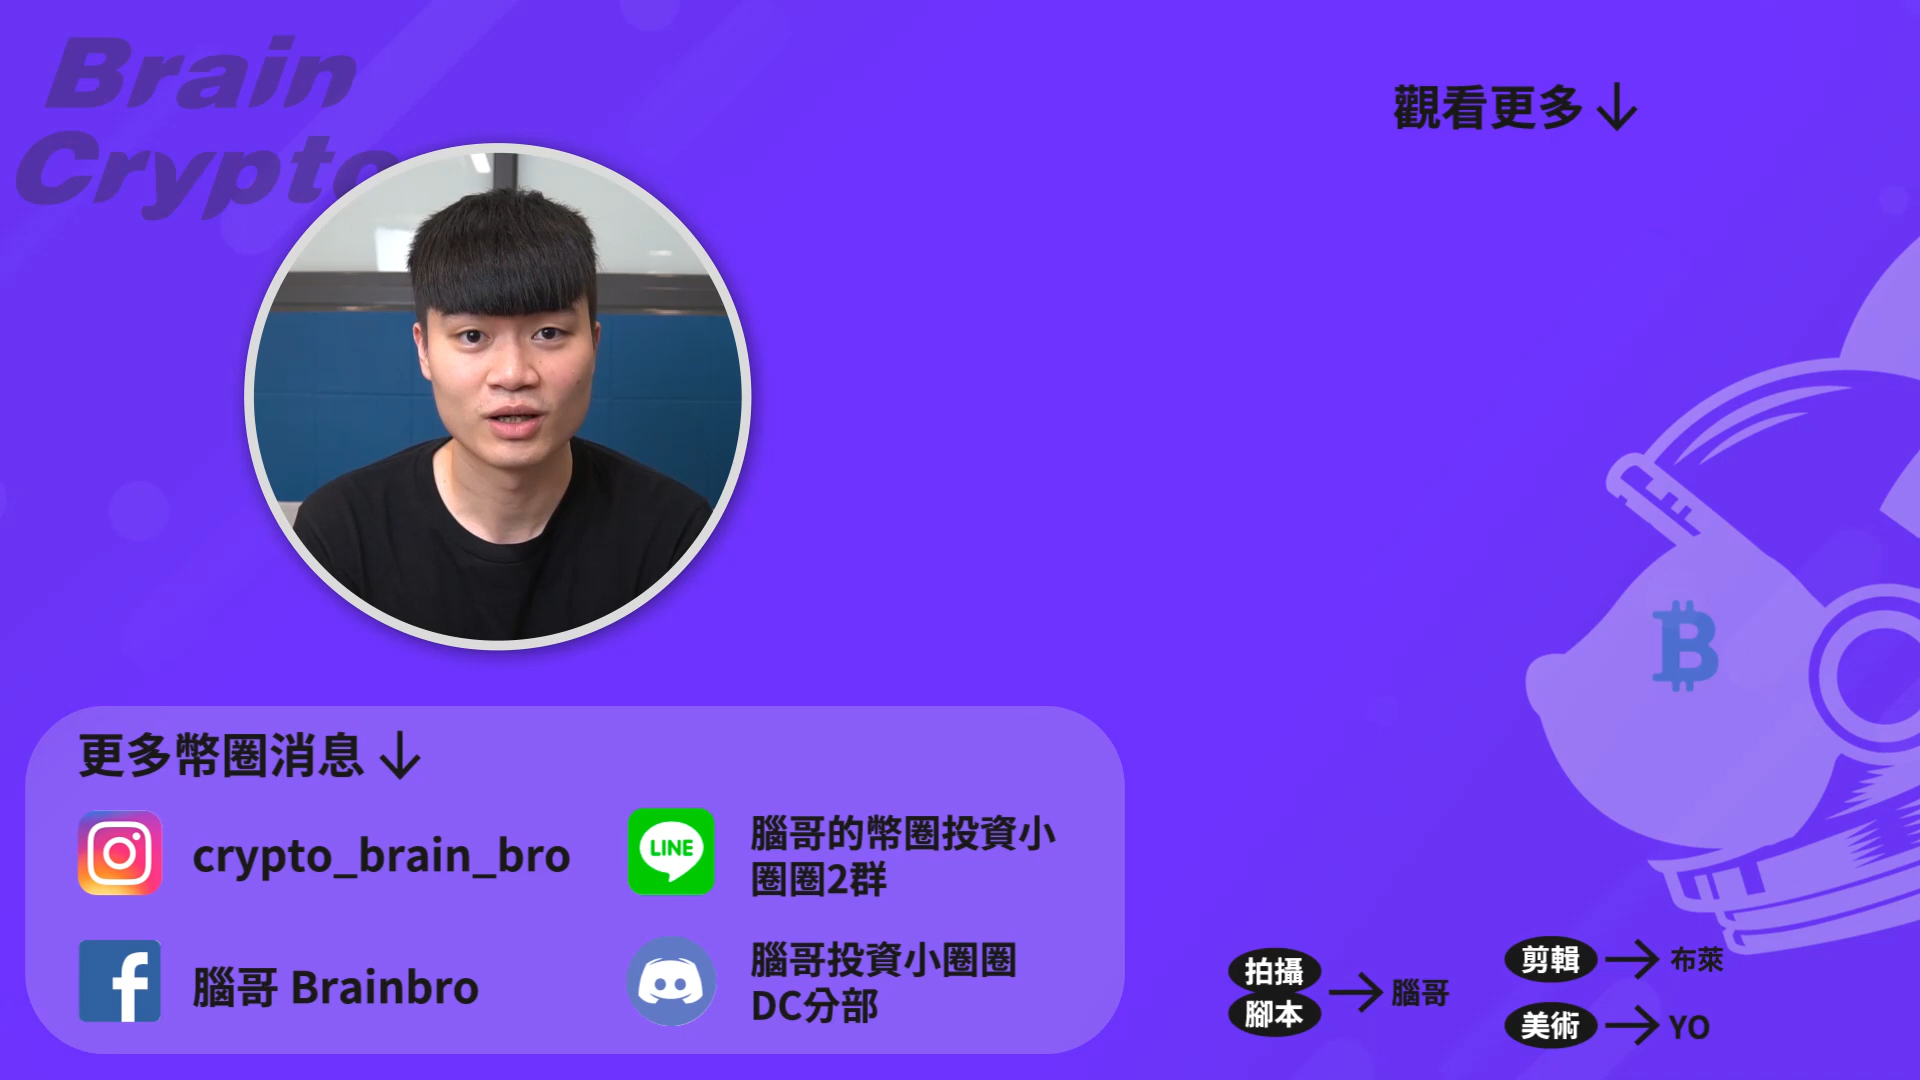 Brain
Crypto
觀看更多↓
更多幣圈消息↓
crypto_brain_bro
LINE
腦哥的幣圈投資小
圈圈2群
腦哥 Brainbro
腦哥投資小圈圈
DC分部
拍攝
腳本
腦哥
剪輯
布萊
美術
YO